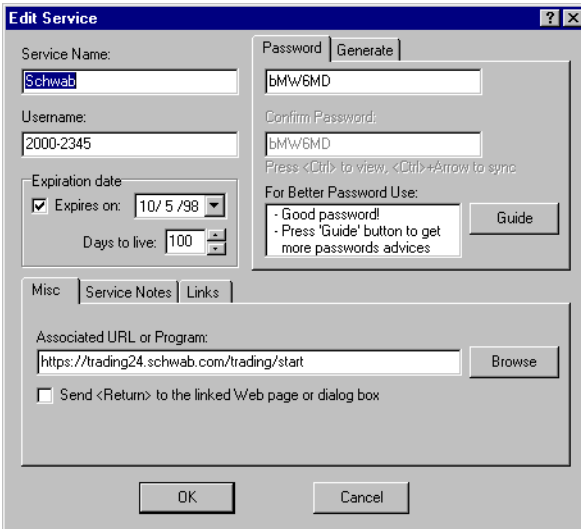 Edit Service
Service Name:
Schwab
Username:
2000-2345
Expiration date
Expires on: 10/ 5 /98
Days to live: 100
Password Generate
bMW6MD
Confirm Password:
bMW6MD
Press <Ctrl> to view, <Ctrl>+Arrow to sync
For Better Password Use:
- Good password!
- Press 'Guide' button to get
more passwords advices
Guide
Misc Service Notes Links
Associated URL or Program:
https://trading24.schwab.com/trading/start
Browse
Send <Return> to the linked Web page or dialog box
OK Cancel